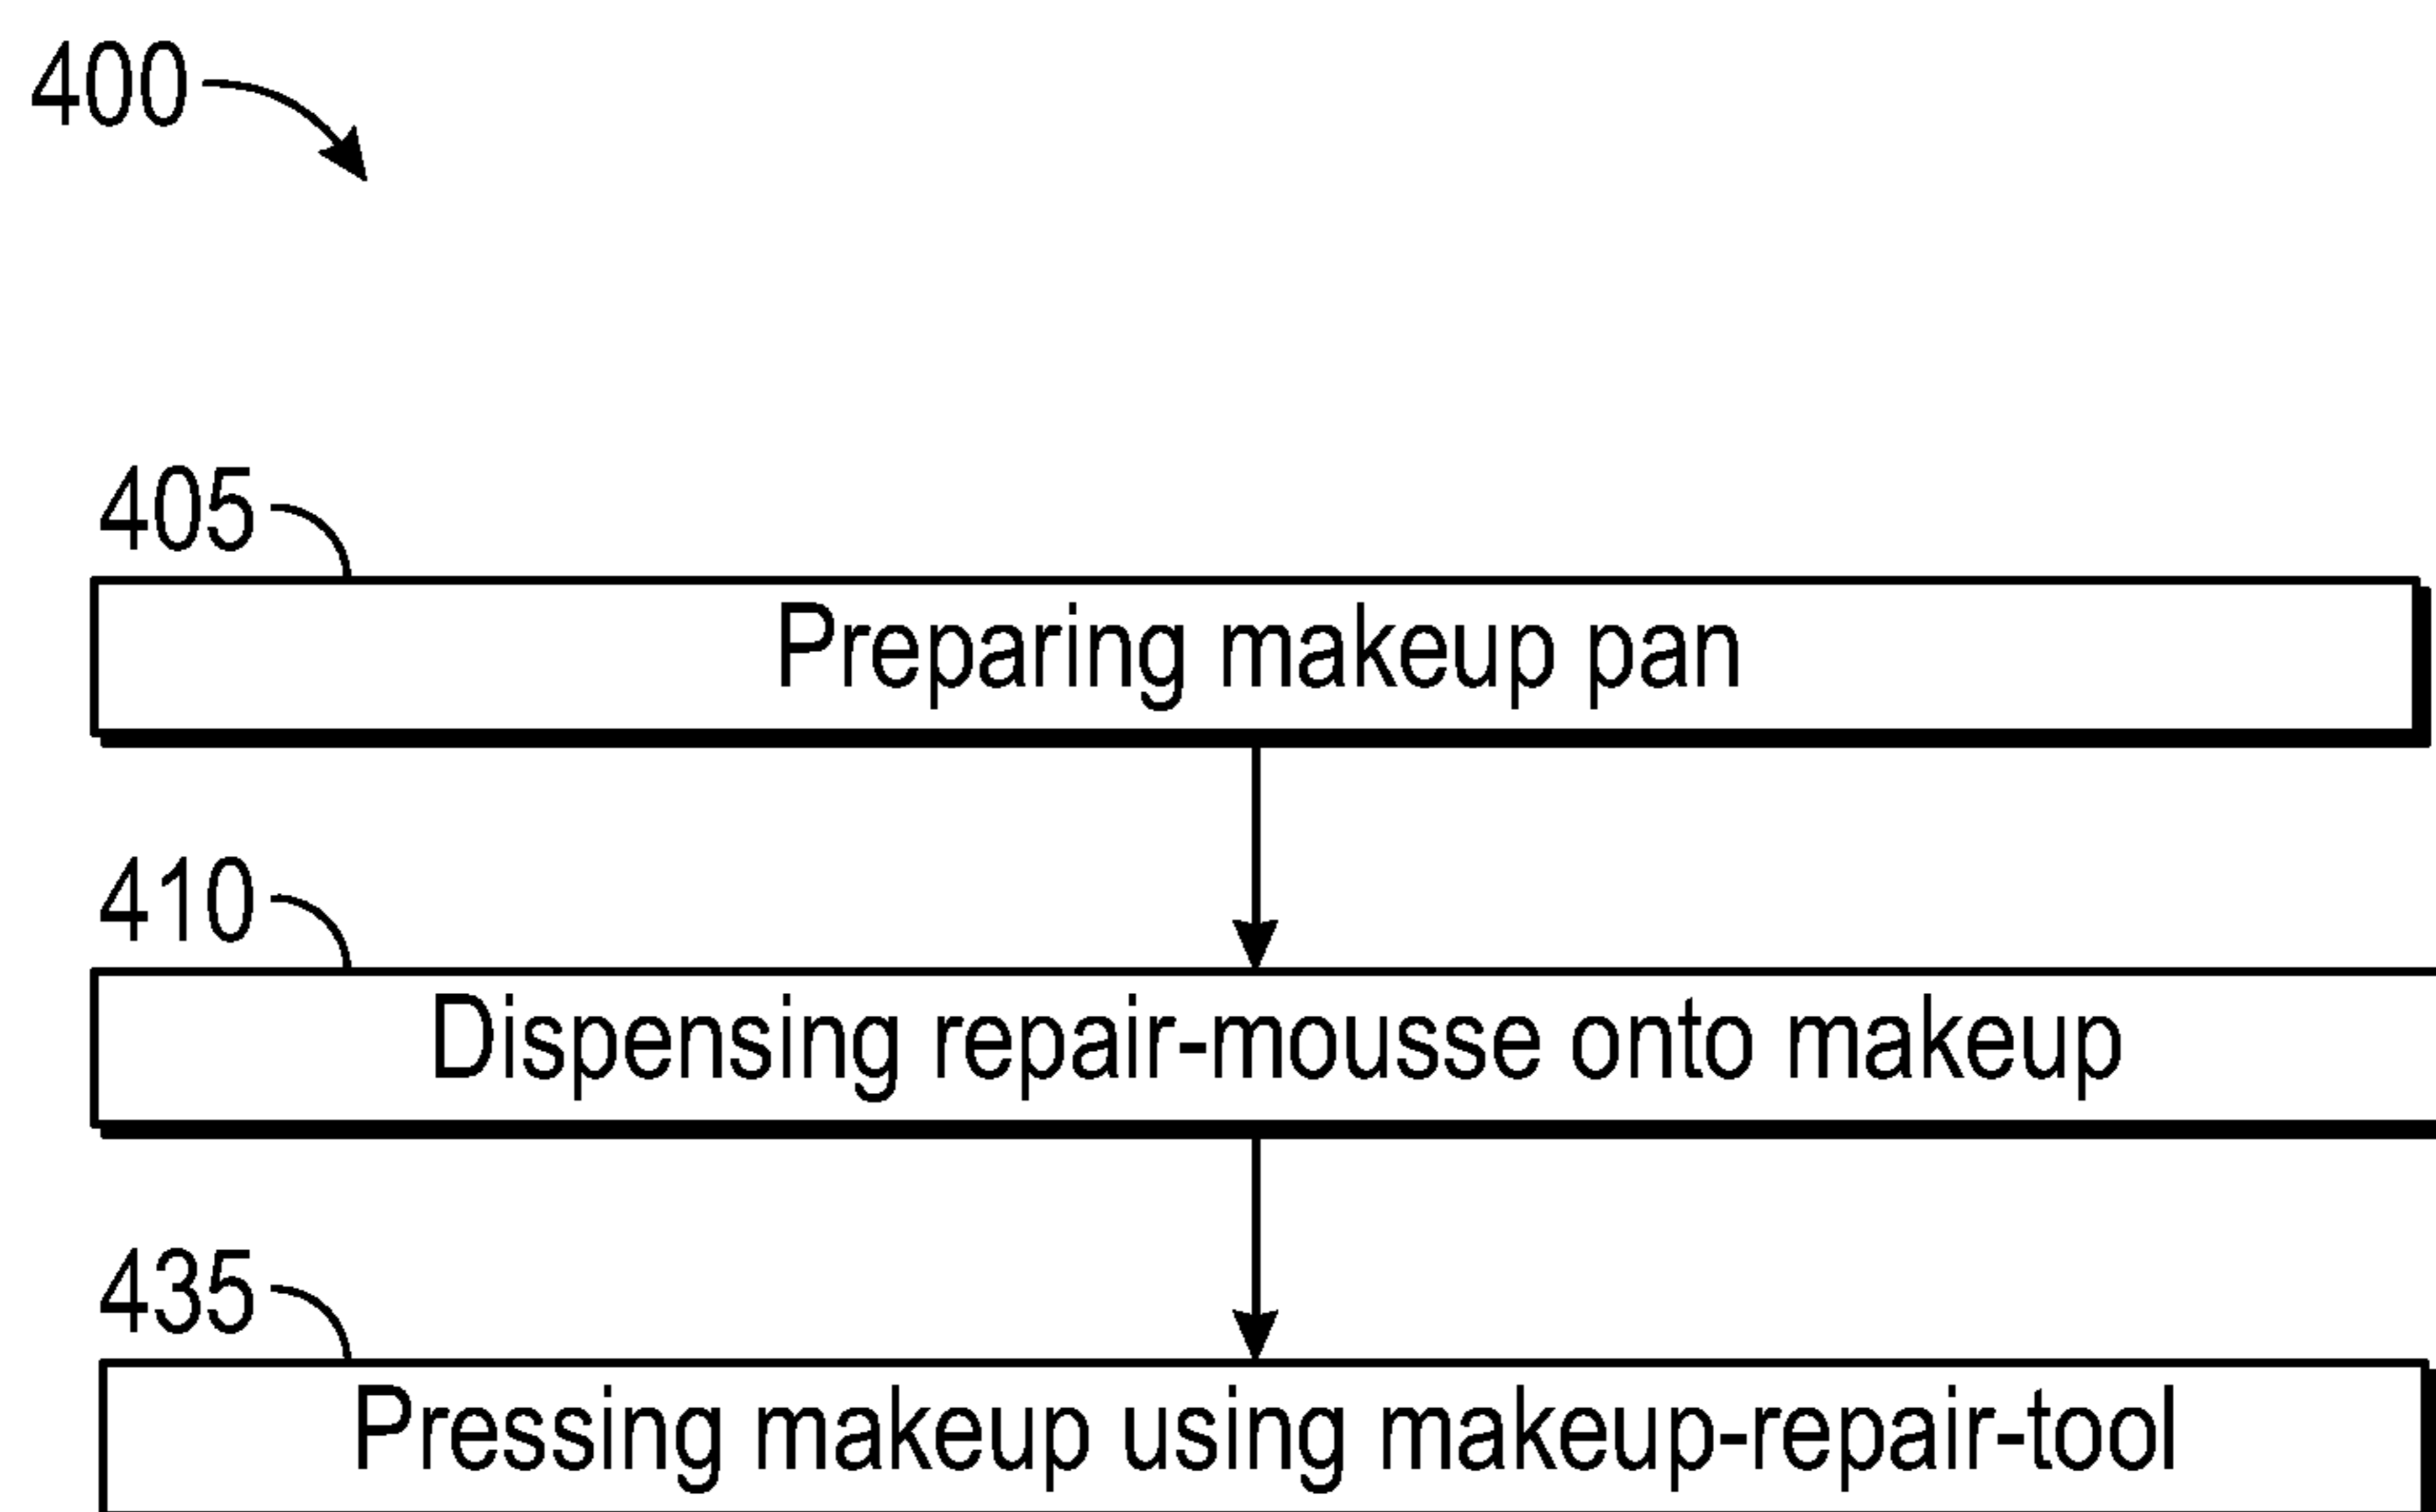 400
405
Preparing makeup pan
410
Dispensing repair-mousse onto makeup
435
Pressing makeup using makeup-repair-tool